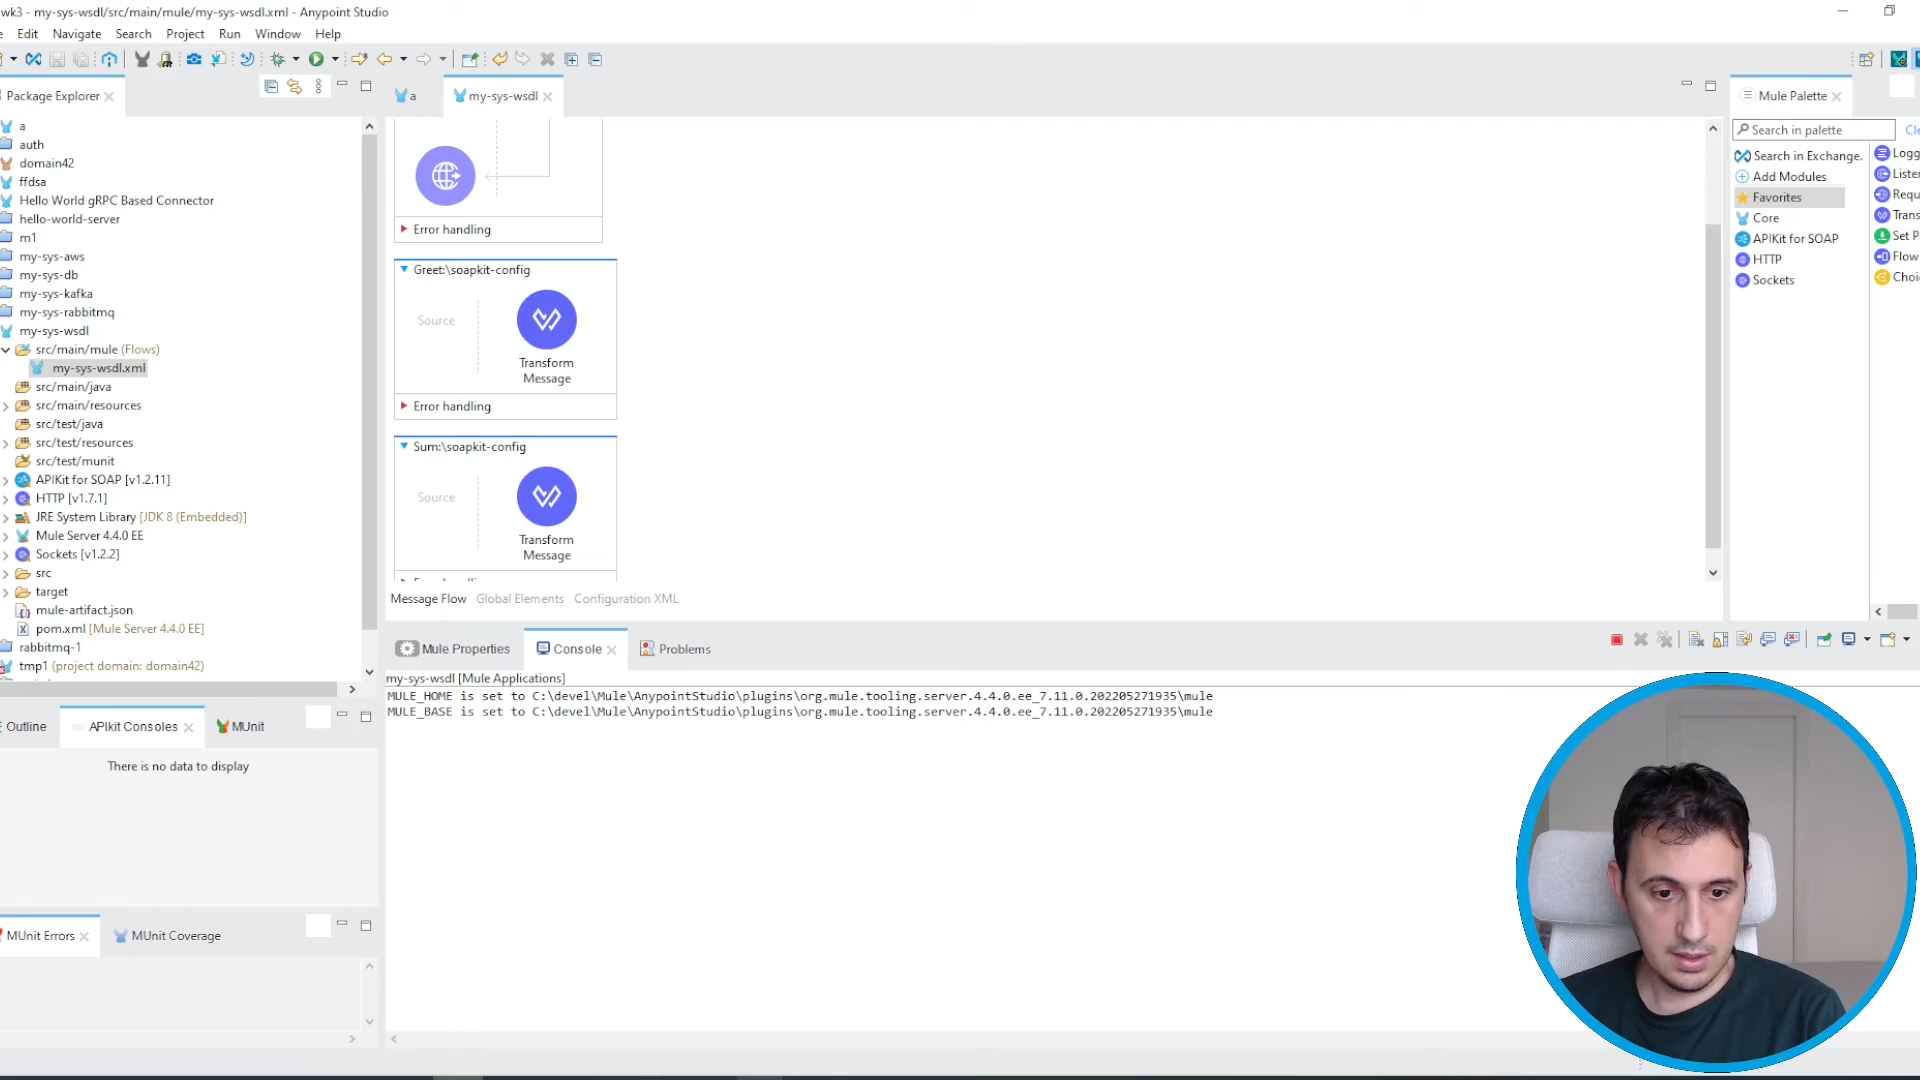 wk3 - my-sys-wsdl/src/main/mule/my-sys-wsdl.xml - Anypoint Studio
Edit Navigate Search Project Run Window Help
Package Explorer
a
auth
domain42
ffdsa
Hello World gRPC Based Connector
hello-world-server
m1
my-sys-aws
my-sys-db
my-sys-kafka
my-sys-rabbitmq
my-sys-wsdl
src/main/mule (Flows)
my-sys-wsdl.xml
src/main/java
src/main/resources
src/test/java
src/test/resources
src/test/munit
APIKit for SOAP [v1.2.11]
HTTP [v1.7.1]
JRE System Library [JDK 8 (Embedded)]
Mule Server 4.4.0 EE
Sockets [v1.2.2]
src
target
mule-artifact.json
pom.xml [Mule Server 4.4.0 EE]
rabbitmq-1
tmp1 (project domain: domain42)
Outline APIkit Consoles MUnit
There is no data to display
MUnit Errors MUnit Coverage
a my-sys-wsdl
Error handling
Greet:\soapkit-config
Source
Transform
Message
Error handling
Sum:\soapkit-config
Source
Transform
Message
Message Flow Global Elements Configuration XML
Mule Properties Console Problems
my-sys-wsdl [Mule Applications]
MULE_HOME is set to C:\devel\Mule\AnypointStudio\plugins\org.mule.tooling.server.4.4.0.ee_7.11.0.202205271935\mule
MULE_BASE is set to C:\devel\Mule\AnypointStudio\plugins\org.mule.tooling.server.4.4.0.ee_7.11.0.202205271935\mule
Mule Palette
Search in palette Cle
Search in Exchange.
Add Modules
Favorites
Core
APIKit for SOAP
HTTP
Sockets
Logg
Lister
Requ
Trans
Set P
Flow
Choi